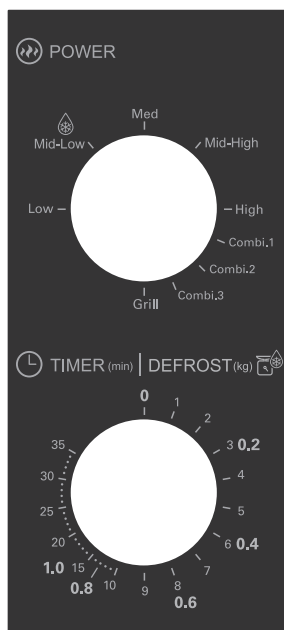 POWER
Med
Mid-Low
Mid-High
Low
High
Combi.1
Combi.2
Combi.3
Grill
TIMER (min) | DEFROST (kg)
0
1
2
3 0.2
4
5
6 0.4
7
8
0.6
9
10
15
0.8
1.0
20
25
30
35